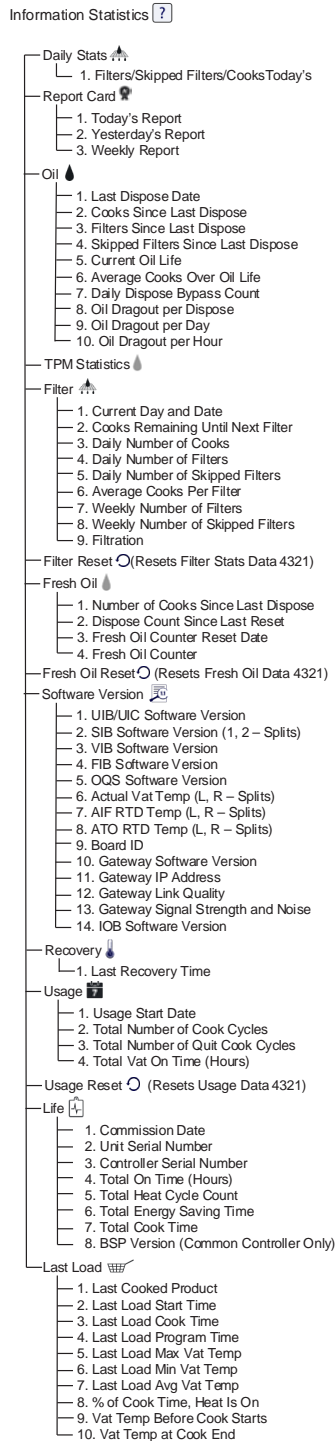 Information Statistics ?
Daily Stats
1. Filters/Skipped Filters/CooksToday's
Report Card
1. Today's Report
2. Yesterday's Report
3. Weekly Report
Oil
1. Last Dispose Date
2. Cooks Since Last Dispose
3. Filters Since Last Dispose
4. Skipped Filters Since Last Dispose
5. Current Oil Life
6. Average Cooks Over Oil Life
7. Daily Dispose Bypass Count
8. Oil Dragout per Dispose
9. Oil Dragout per Day
10. Oil Dragout per Hour
TPM Statistics
Filter
1. Current Day and Date
2. Cooks Remaining Until Next Filter
3. Daily Number of Cooks
4. Daily Number of Filters
5. Daily Number of Skipped Filters
6. Average Cooks Per Filter
7. Weekly Number of Filters
8. Weekly Number of Skipped Filters
9. Filtration
Filter Reset (Resets Filter Stats Data 4321)
Fresh Oil
1. Number of Cooks Since Last Dispose
2. Dispose Count Since Last Reset
3. Fresh Oil Counter Reset Date
4. Fresh Oil Counter
Fresh Oil Reset (Resets Fresh Oil Data 4321)
Software Version
1. UIB/UIC Software Version
2. SIB Software Version (1, 2 – Splits)
3. VIB Software Version
4. FIB Software Version
5. OQS Software Version
6. Actual Vat Temp (L, R – Splits)
7. AIF RTD Temp (L, R – Splits)
8. ATO RTD Temp (L, R – Splits)
9. Board ID
10. Gateway Software Version
11. Gateway IP Address
12. Gateway Link Quality
13. Gateway Signal Strength and Noise
14. IOB Software Version
Recovery
1. Last Recovery Time
Usage 7
1. Usage Start Date
2. Total Number of Cook Cycles
3. Total Number of Quit Cook Cycles
4. Total Vat On Time (Hours)
Usage Reset (Resets Usage Data 4321)
Life
1. Commission Date
2. Unit Serial Number
3. Controller Serial Number
4. Total On Time (Hours)
5. Total Heat Cycle Count
6. Total Energy Saving Time
7. Total Cook Time
8. BSP Version (Common Controller Only)
Last Load
1. Last Cooked Product
2. Last Load Start Time
3. Last Load Cook Time
4. Last Load Program Time
5. Last Load Max Vat Temp
6. Last Load Min Vat Temp
7. Last Load Avg Vat Temp
8. % of Cook Time, Heat Is On
9. Vat Temp Before Cook Starts
10. Vat Temp at Cook End